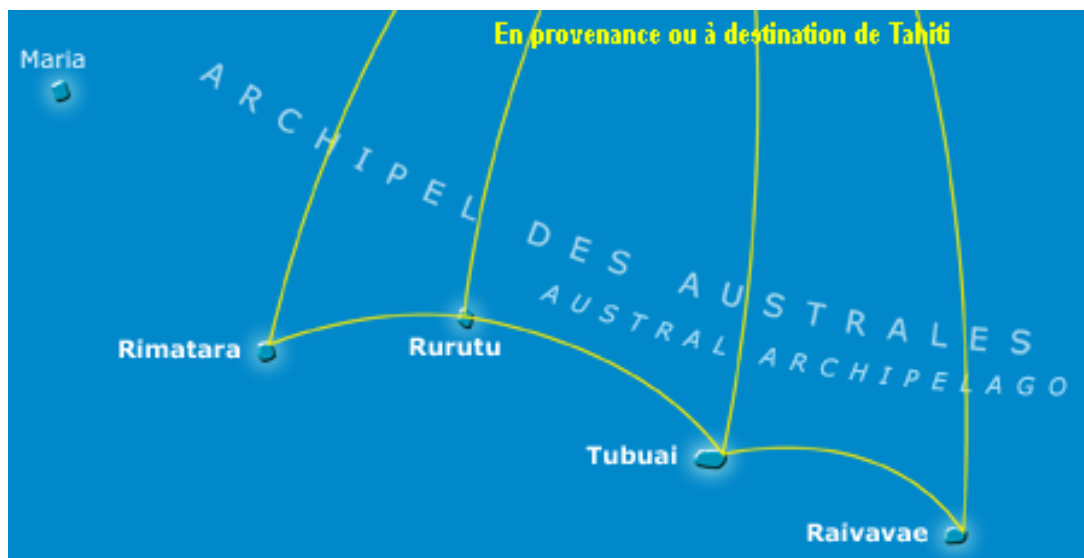 En provenance ou à destination de Tahiti
Maria
ARCHIPEL DES AUSTRALES
AUSTRAL ARCHIPELAGO
Rimatara
Rurutu
Tubuai
Raivavae